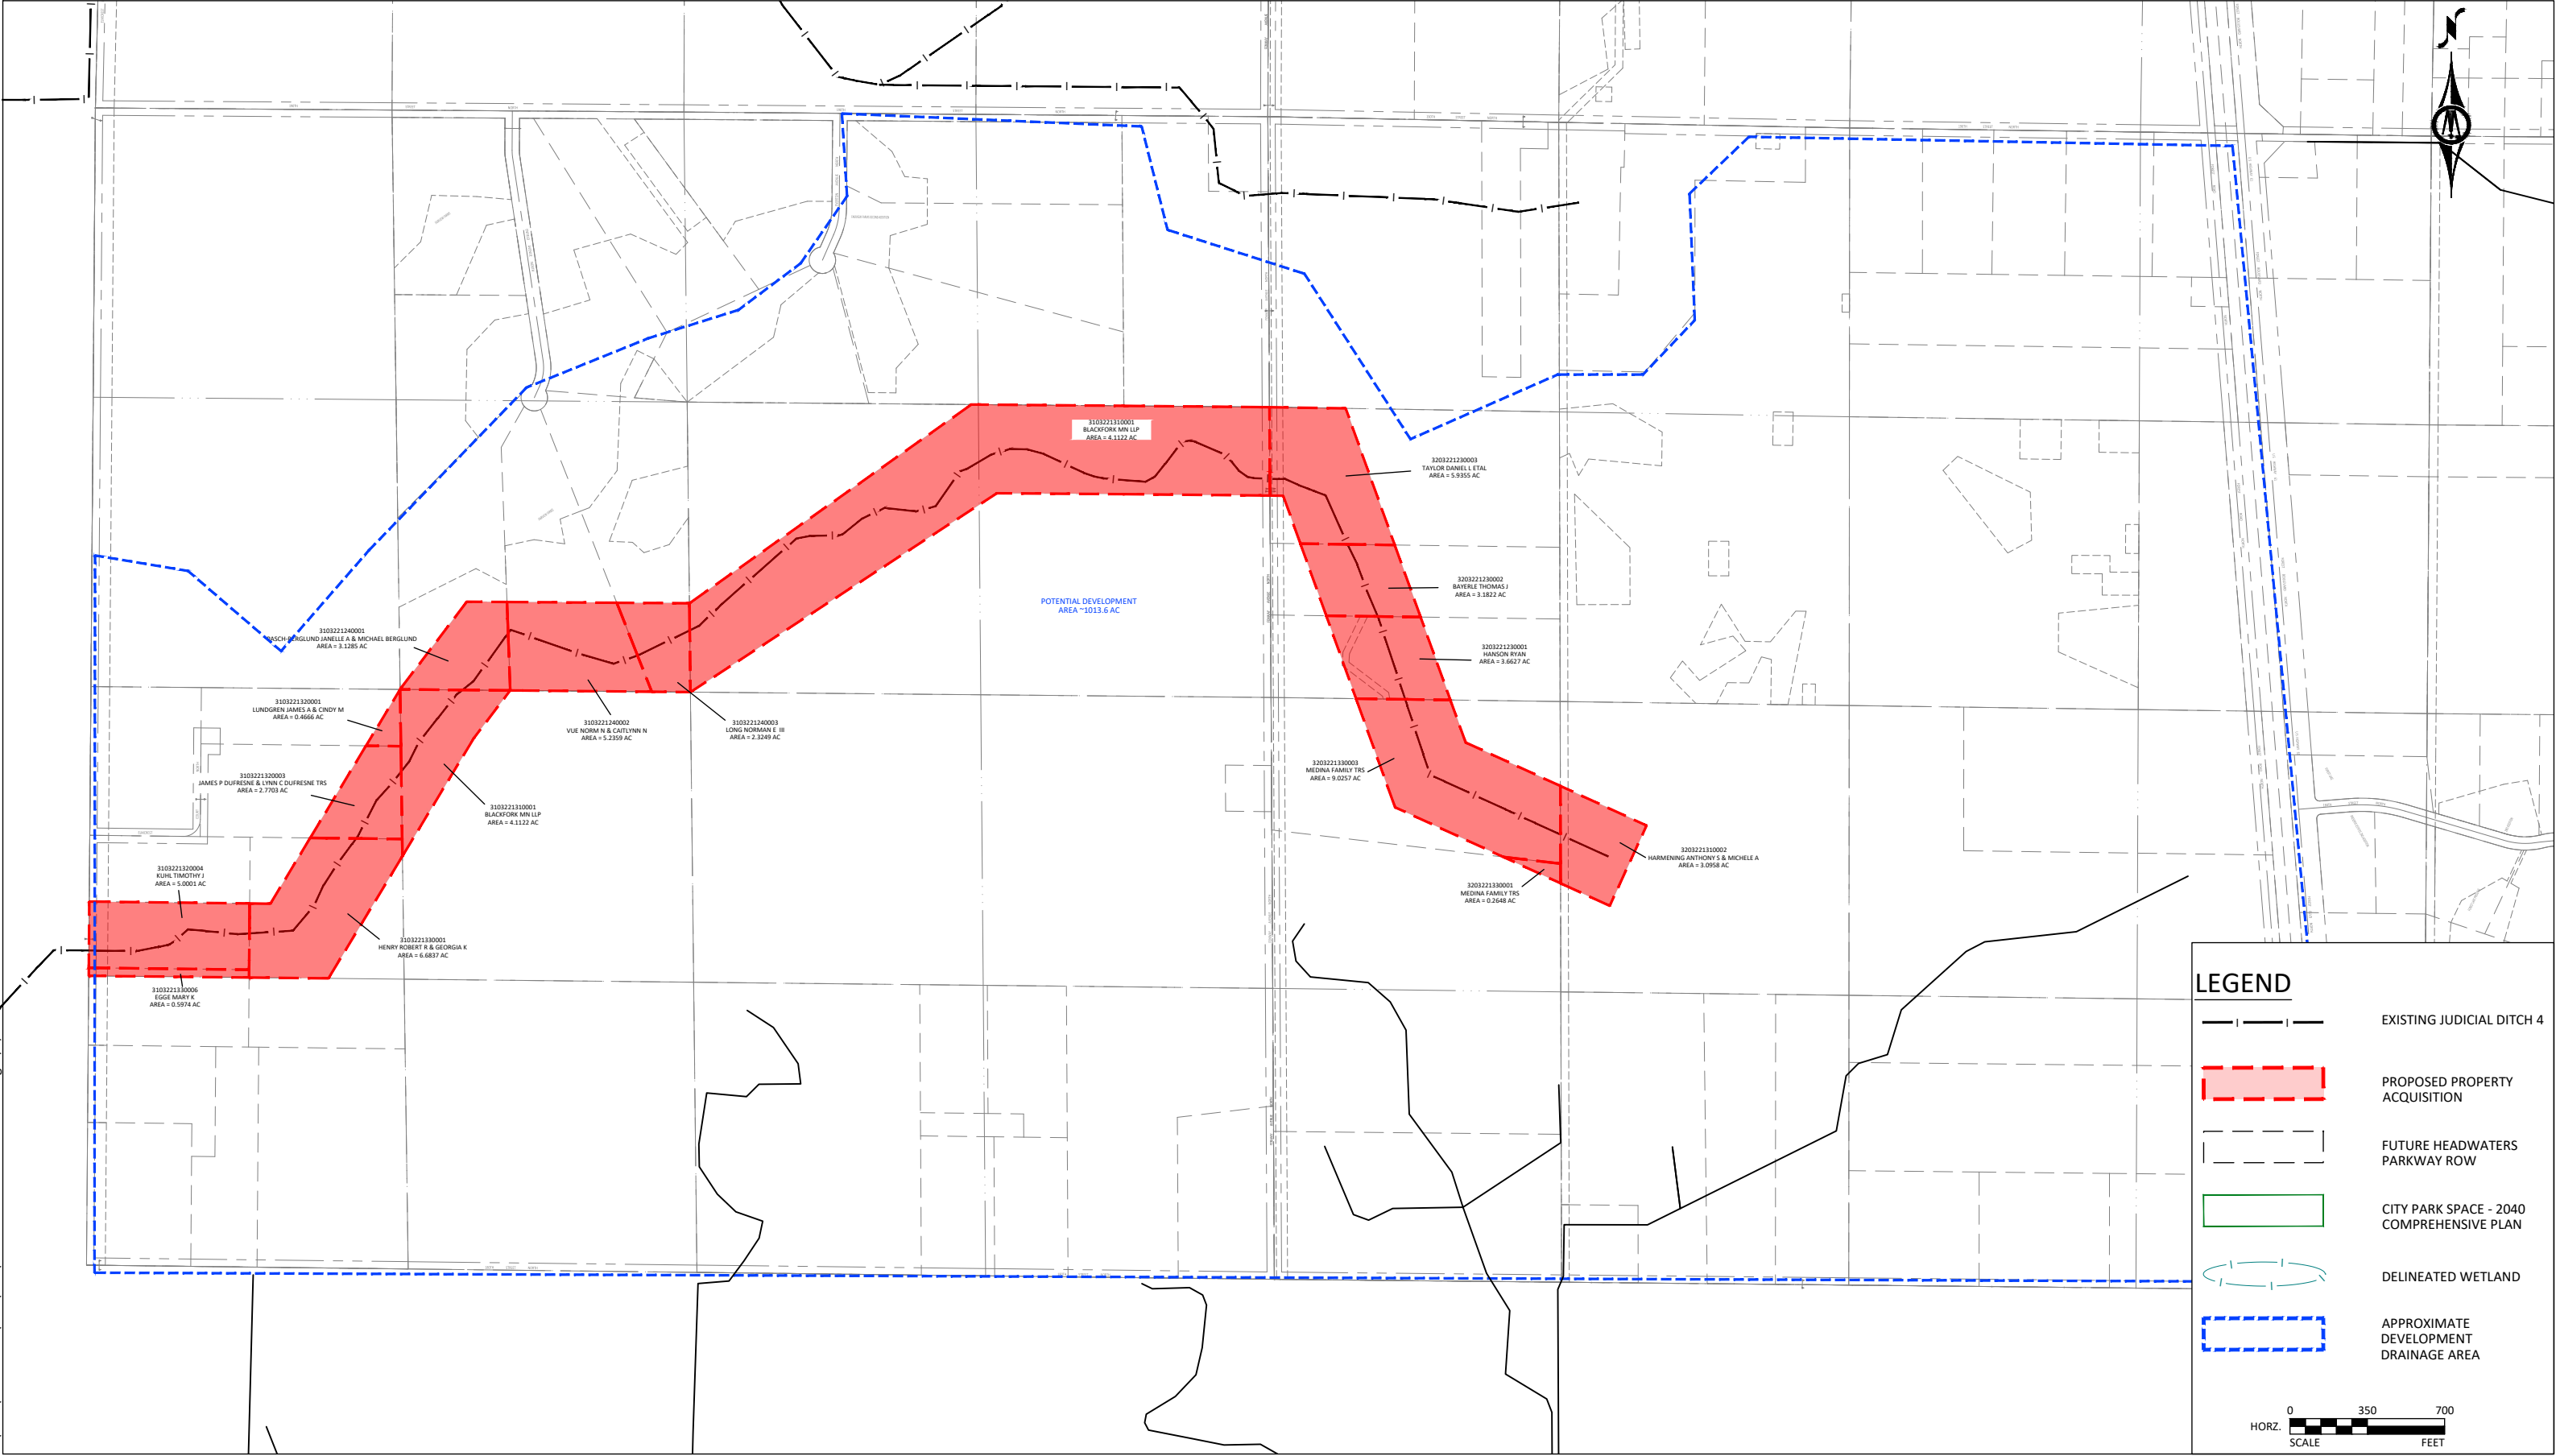 N
3103221310001
BLACKFORK MN LLP
AREA = 4.1122 AC
3203221230003
TAYLOR DANIEL L ETAL
AREA = 5.9355 AC
3203221230002
BAYERLE THOMAS J
AREA = 3.1822 AC
POTENTIAL DEVELOPMENT
AREA ~1013.6 AC
3103221240001
RASCH-BERGLUND JANELLE A & MICHAEL BERGLUND
AREA = 3.1285 AC
3203221230001
HANSON RYAN
AREA = 3.6627 AC
3103221320001
LUNDGREN JAMES A & CINDY M
AREA = 0.4666 AC
3103221240002
VUE NORM N & CAITLYNN N
AREA = 5.2359 AC
3103221240003
LONG NORMAN E III
AREA = 2.3249 AC
3103221320003
JAMES P DUFRESNE & LYNN C DUFRESNE TRS
AREA = 2.7703 AC
3203221330003
MEDINA FAMILY TRS
AREA = 9.0257 AC
3103221310001
BLACKFORK MN LLP
AREA = 4.1122 AC
3203221310002
HARMENING ANTHONY S & MICHELE A
AREA = 3.0958 AC
3103221320004
KUHL TIMOTHY J
AREA = 5.0001 AC
3203221330001
MEDINA FAMILY TRS
AREA = 0.2648 AC
3103221330001
HENRY ROBERT R & GEORGIA K
AREA = 6.6837 AC
3103221330006
EGGE MARY K
AREA = 0.5974 AC
LEGEND
EXISTING JUDICIAL DITCH 4
PROPOSED PROPERTY
ACQUISITION
FUTURE HEADWATERS
PARKWAY ROW
CITY PARK SPACE - 2040
COMPREHENSIVE PLAN
DELINEATED WETLAND
APPROXIMATE
DEVELOPMENT
DRAINAGE AREA
0 350 700
HORZ.
SCALE FEET